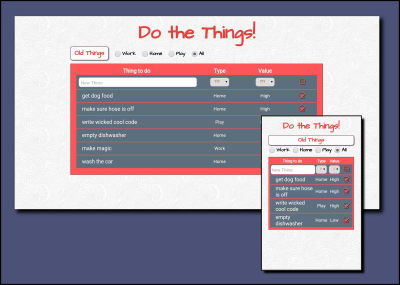 Do the Things!
Old Things Work Home Play All
Thing to do Type Value
New Thing ??? ???
get dog food Home High
make sure hose is off Home High
write wicked cool code Play
empty dishwasher Home
make magic Work
wash the car Home
Do the Things!
Old Things
Work Home Play All
Thing to do Type Value
New Thing
get dog food Home High
make sure hose
is off Home High
write wicked
cool code Play High
empty
dishwasher Home Low